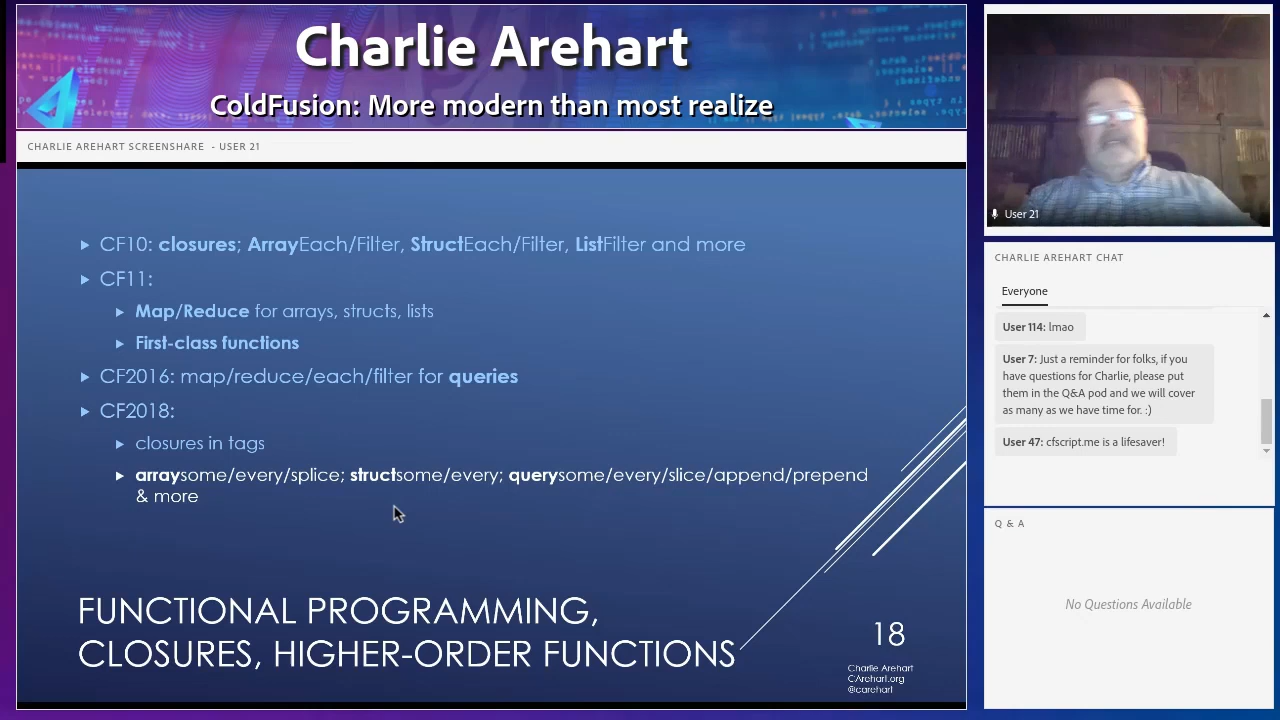 Charlie Arehart
ColdFusion: More modern than most realize
CHARLIE AREHART SCREENSHARE - USER 21
CF10: closures; ArrayEach/Filter, StructEach/Filter, ListFilter and more
CF11:
Map/Reduce for arrays, structs, lists
First-class functions
CF2016: map/reduce/each/filter for queries
CF2018:
closures in tags
arraysome/every/splice; structsome/every; querysome/every/slice/append/prepend
& more
FUNCTIONAL PROGRAMMING,
CLOSURES, HIGHER-ORDER FUNCTIONS
18
Charlie Arehart
CArehart.org
@carehart
User 21
CHARLIE AREHART CHAT
Everyone
User 114: lmao
User 7: Just a reminder for folks, if you
have questions for Charlie, please put
them in the Q&A pod and we will cover
as many as we have time for. :)
User 47: cfscript.me is a lifesaver!
Q & A
No Questions Available